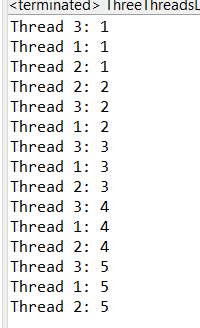 <terminated> ThreeThreadsL
Thread 3: 1
Thread 1: 1
Thread 2: 1
Thread 2: 2
Thread 3: 2
Thread 1: 2
Thread 3: 3
Thread 1: 3
Thread 2: 3
Thread 3: 4
Thread 1: 4
Thread 2: 4
Thread 3: 5
Thread 1: 5
Thread 2: 5